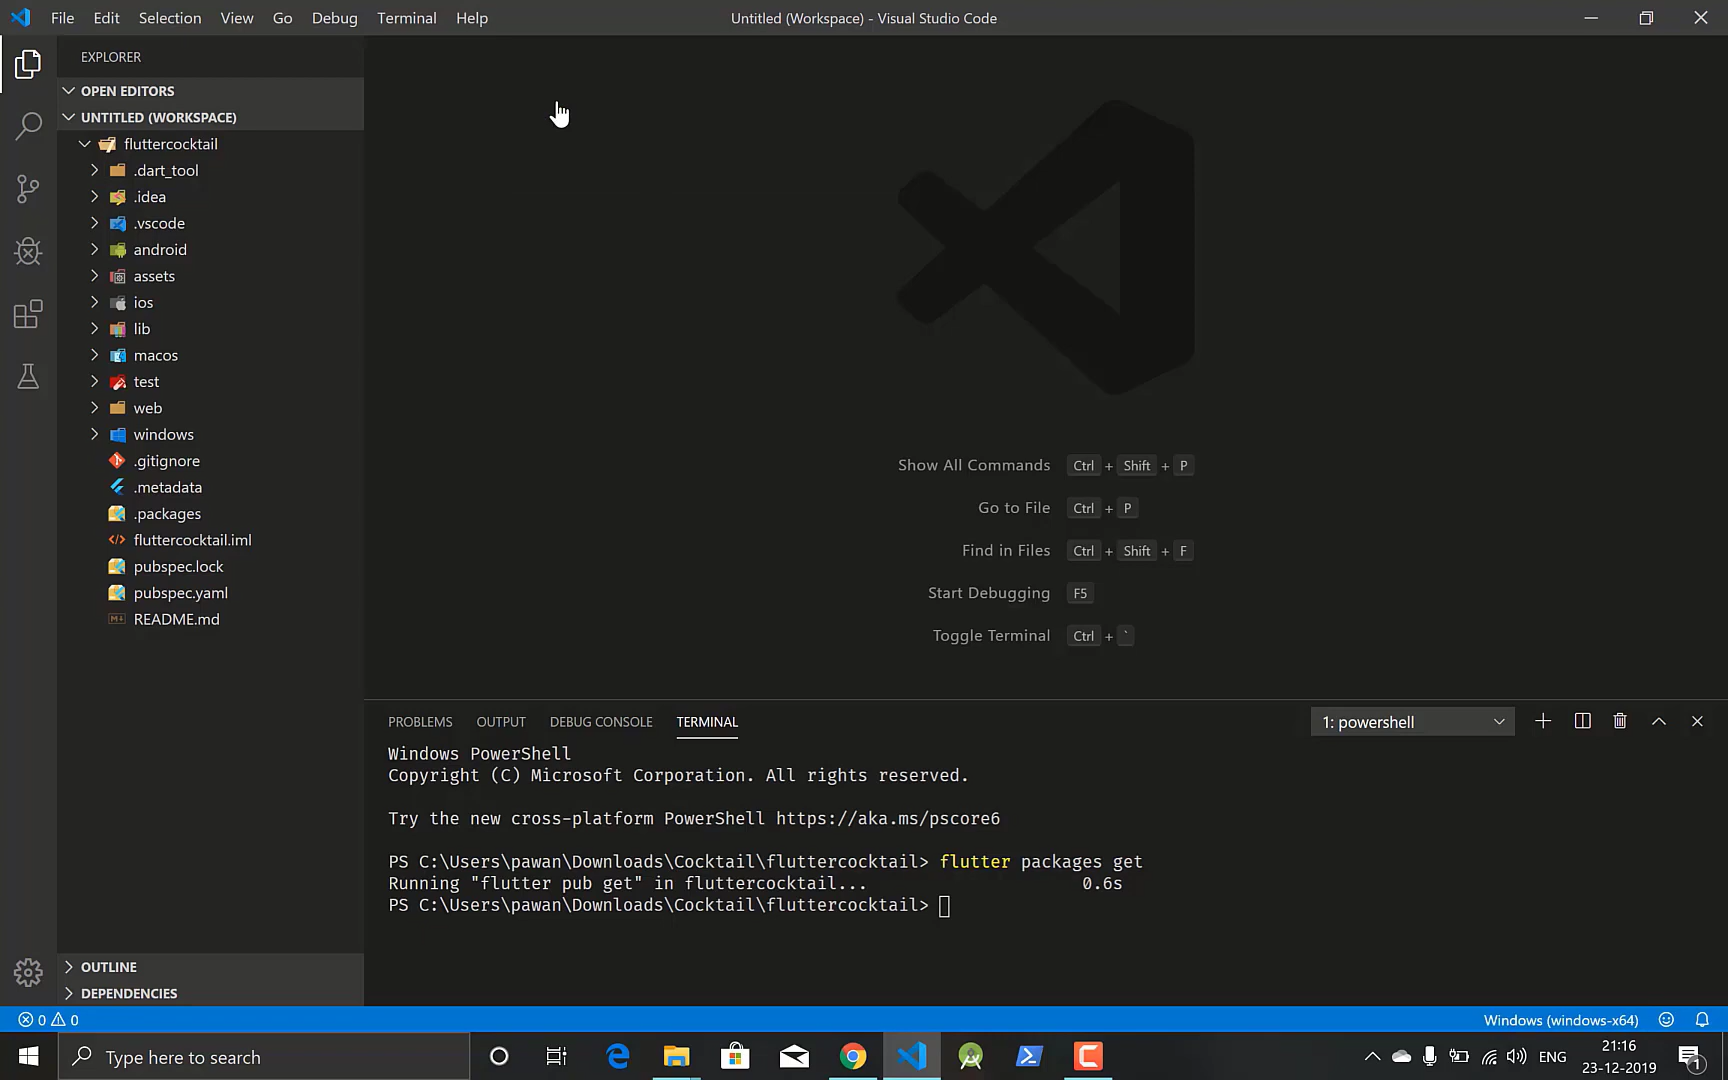 File Edit Selection View Go Debug Terminal Help
Untitled (Workspace) - Visual Studio Code
EXPLORER
OPEN EDITORS
UNTITLED (WORKSPACE)
fluttercocktail
.dart_tool
.idea
.vscode
android
assets
ios
lib
macos
test
web
windows
.gitignore
.metadata
.packages
fluttercocktail.iml
pubspec.lock
pubspec.yaml
README.md
OUTLINE
DEPENDENCIES
Show All Commands Ctrl + Shift + P
Go to File Ctrl + P
Find in Files Ctrl + Shift + F
Start Debugging F5
Toggle Terminal Ctrl + `
PROBLEMS OUTPUT DEBUG CONSOLE TERMINAL
1: powershell
Windows PowerShell
Copyright (C) Microsoft Corporation. All rights reserved.
Try the new cross-platform PowerShell https://aka.ms/pscore6
PS C:\Users\pawan\Downloads\Cocktail\fluttercocktail> flutter packages get
Running "flutter pub get" in fluttercocktail... 0.6s
PS C:\Users\pawan\Downloads\Cocktail\fluttercocktail>
0 0
Windows (windows-x64)
Type here to search
ENG
21:16
23-12-2019
1